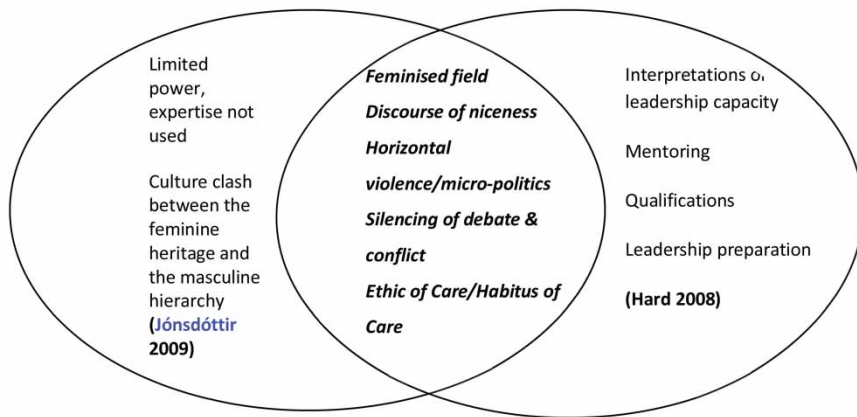 Limited
power,
expertise not
used
Culture clash
between the
feminine
heritage and
the masculine
hierarchy
(Jónsdóttir
2009)
Feminised field
Discourse of niceness
Horizontal
violence/micro-politics
Silencing of debate &
conflict
Ethic of Care/Habitus of
Care
Interpretations of
leadership capacity
Mentoring
Qualifications
Leadership preparation
(Hard 2008)